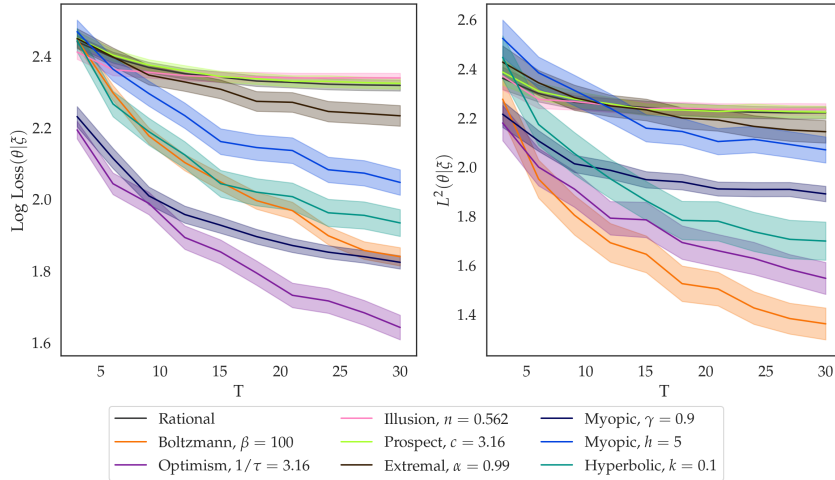 2.4
2.2
2.0
1.8
1.6
Log Loss(θ|ξ)
5
10
15
20
25
30
T
2.6
2.4
2.2
2.0
1.8
1.6
1.4
L²(θ|ξ)
5
10
15
20
25
30
T
Rational
Boltzmann, β = 100
Optimism, 1/τ = 3.16
Illusion, n = 0.562
Prospect, c = 3.16
Extremal, α = 0.99
Myopic, γ = 0.9
Myopic, h = 5
Hyperbolic, k = 0.1